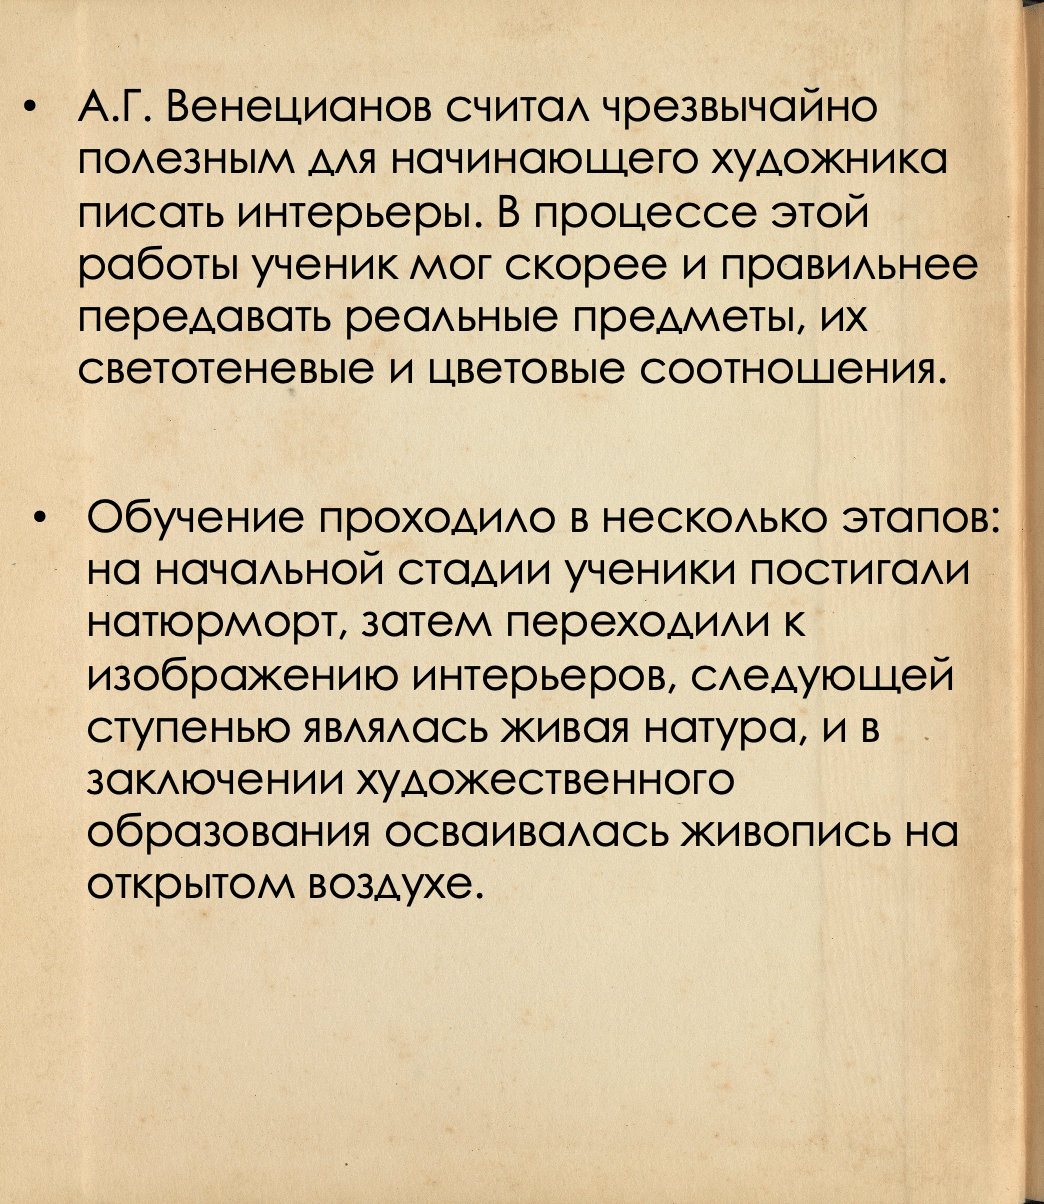 • А.Г. Венецианов считал чрезвычайно
полезным для начинающего художника
писать интерьеры. В процессе этой
работы ученик мог скорее и правильнее
передавать реальные предметы, их
светотеневые и цветовые соотношения.
• Обучение проходило в несколько этапов:
на начальной стадии ученики постигали
натюрморт, затем переходили к
изображению интерьеров, следующей
ступенью являлась живая натура, и в
заключении художественного
образования осваивалась живопись на
открытом воздухе.